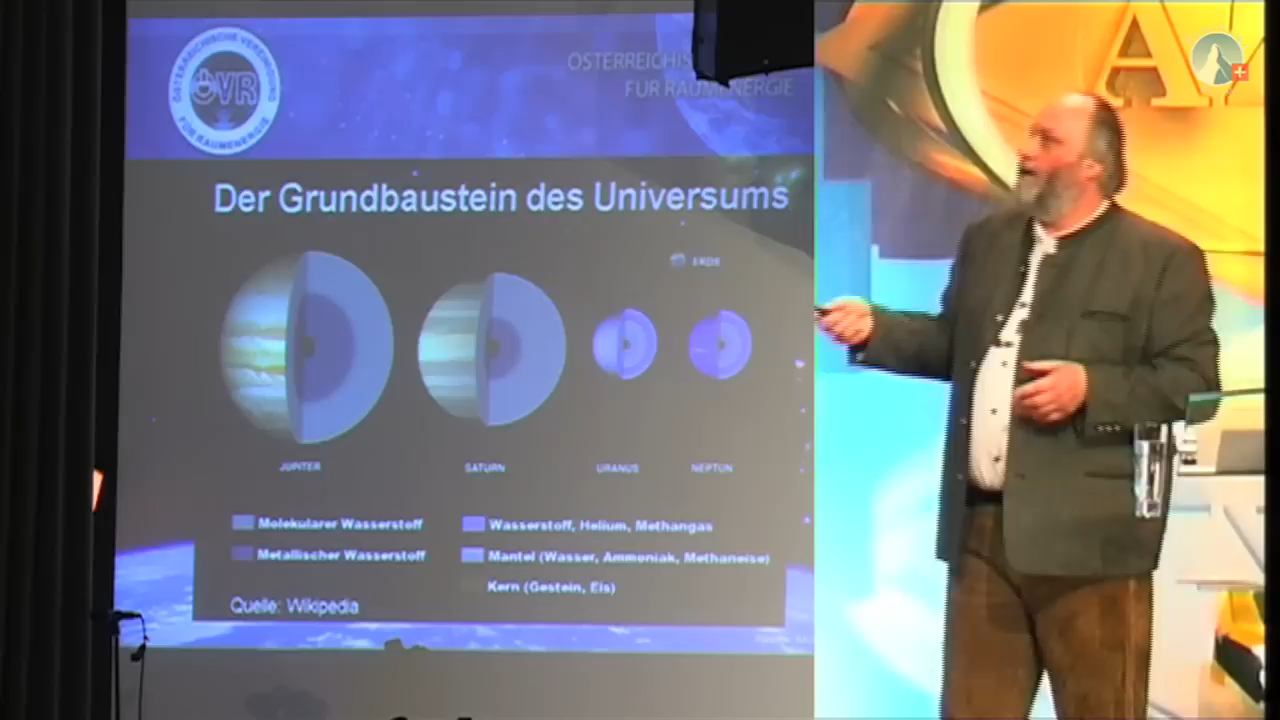 ÖSTERREICHISCHE VEREINIGUNG
ÖVR
FÜR RAUMENERGIE
ÖSTERREICHIS
FÜR RAUMENERGIE
Der Grundbaustein des Universums
ERDE
JUPITER
SATURN
URANUS
NEPTUN
Molekularer Wasserstoff
Wasserstoff, Helium, Methangas
Metallischer Wasserstoff
Mantel (Wasser, Ammoniak, Methaneise)
Kern (Gestein, Eis)
Quelle: Wikipedia